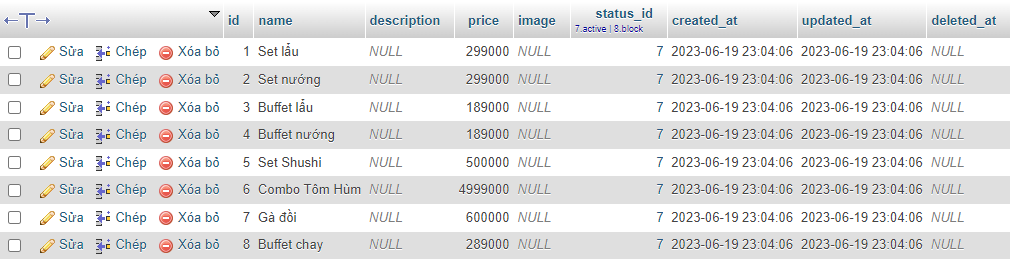 id name description price image status_id created_at updated_at deleted_at
7.active | 8.block
Sửa Chép Xóa bỏ 1 Set lẩu NULL 299000 NULL 7 2023-06-19 23:04:06 2023-06-19 23:04:06 NULL
Sửa Chép Xóa bỏ 2 Set nướng NULL 299000 NULL 7 2023-06-19 23:04:06 2023-06-19 23:04:06 NULL
Sửa Chép Xóa bỏ 3 Buffet lẩu NULL 189000 NULL 7 2023-06-19 23:04:06 2023-06-19 23:04:06 NULL
Sửa Chép Xóa bỏ 4 Buffet nướng NULL 189000 NULL 7 2023-06-19 23:04:06 2023-06-19 23:04:06 NULL
Sửa Chép Xóa bỏ 5 Set Shushi NULL 500000 NULL 7 2023-06-19 23:04:06 2023-06-19 23:04:06 NULL
Sửa Chép Xóa bỏ 6 Combo Tôm Hùm NULL 4999000 NULL 7 2023-06-19 23:04:06 2023-06-19 23:04:06 NULL
Sửa Chép Xóa bỏ 7 Gà đồi NULL 600000 NULL 7 2023-06-19 23:04:06 2023-06-19 23:04:06 NULL
Sửa Chép Xóa bỏ 8 Buffet chay NULL 289000 NULL 7 2023-06-19 23:04:06 2023-06-19 23:04:06 NULL